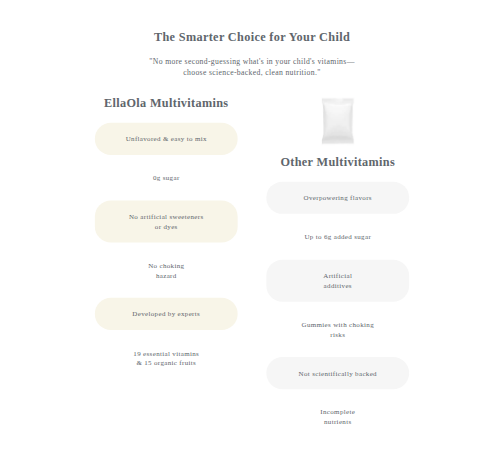 The Smarter Choice for Your Child
"No more second-guessing what's in your child's vitamins—
choose science-backed, clean nutrition."
EllaOla Multivitamins
Unflavored & easy to mix
0g sugar
No artificial sweeteners
or dyes
No choking
hazard
Developed by experts
19 essential vitamins
& 15 organic fruits
Other Multivitamins
Overpowering flavors
Up to 6g added sugar
Artificial
additives
Gummies with choking
risks
Not scientifically backed
Incomplete
nutrients